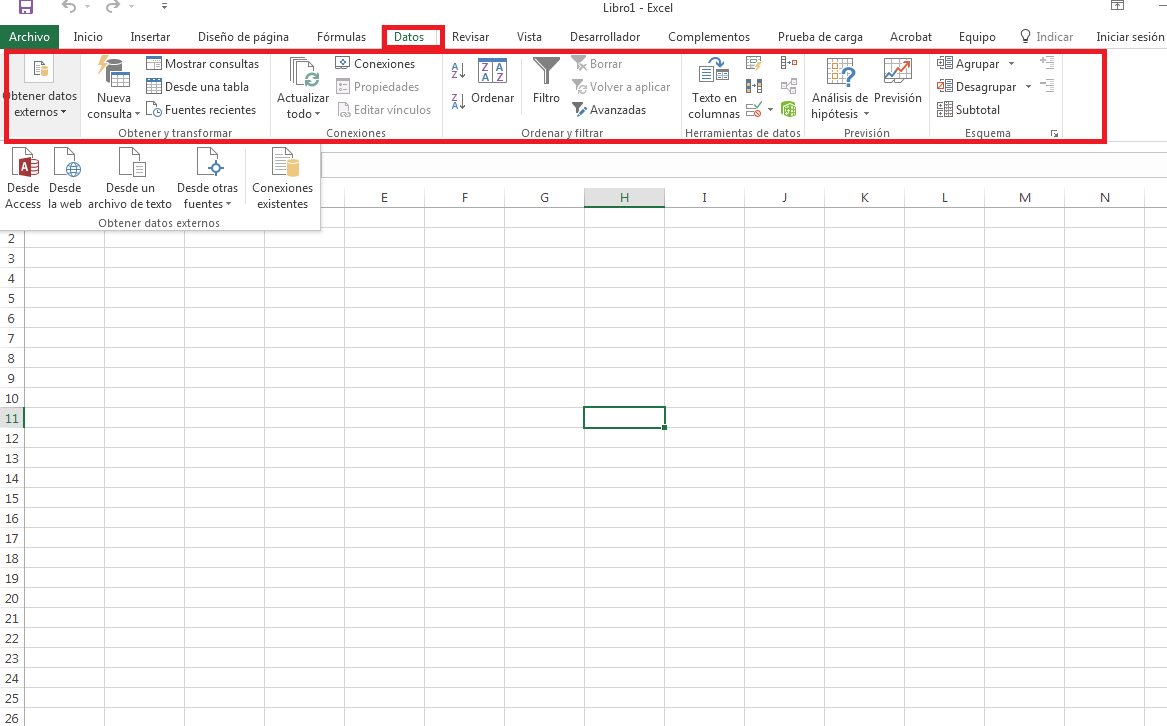 Libro1 - Excel
Archivo Inicio Insertar Diseño de página Fórmulas Datos Revisar Vista Desarrollador Complementos Prueba de carga Acrobat Equipo Indicar Iniciar sesión
Obtener datos
externos
Nueva
consulta
Mostrar consultas
Desde una tabla
Fuentes recientes
Obtener y transformar
Actualizar
todo
Conexiones
Propiedades
Editar vínculos
Conexiones
A
Z
Z
A
Z A
A Z
Ordenar
Filtro
Borrar
Volver a aplicar
Avanzadas
Ordenar y filtrar
Texto en
columnas
Herramientas de datos
Análisis de
hipótesis
Previsión
Previsión
Agrupar
Desagrupar
Subtotal
Esquema
Desde
Access
Desde
la web
Desde un
archivo de texto
Desde otras
fuentes
Conexiones
existentes
Obtener datos externos
E F G H I J K L M N
2
3
4
5
6
7
8
9
10
11
12
13
14
15
16
17
18
19
20
21
22
23
24
25
26